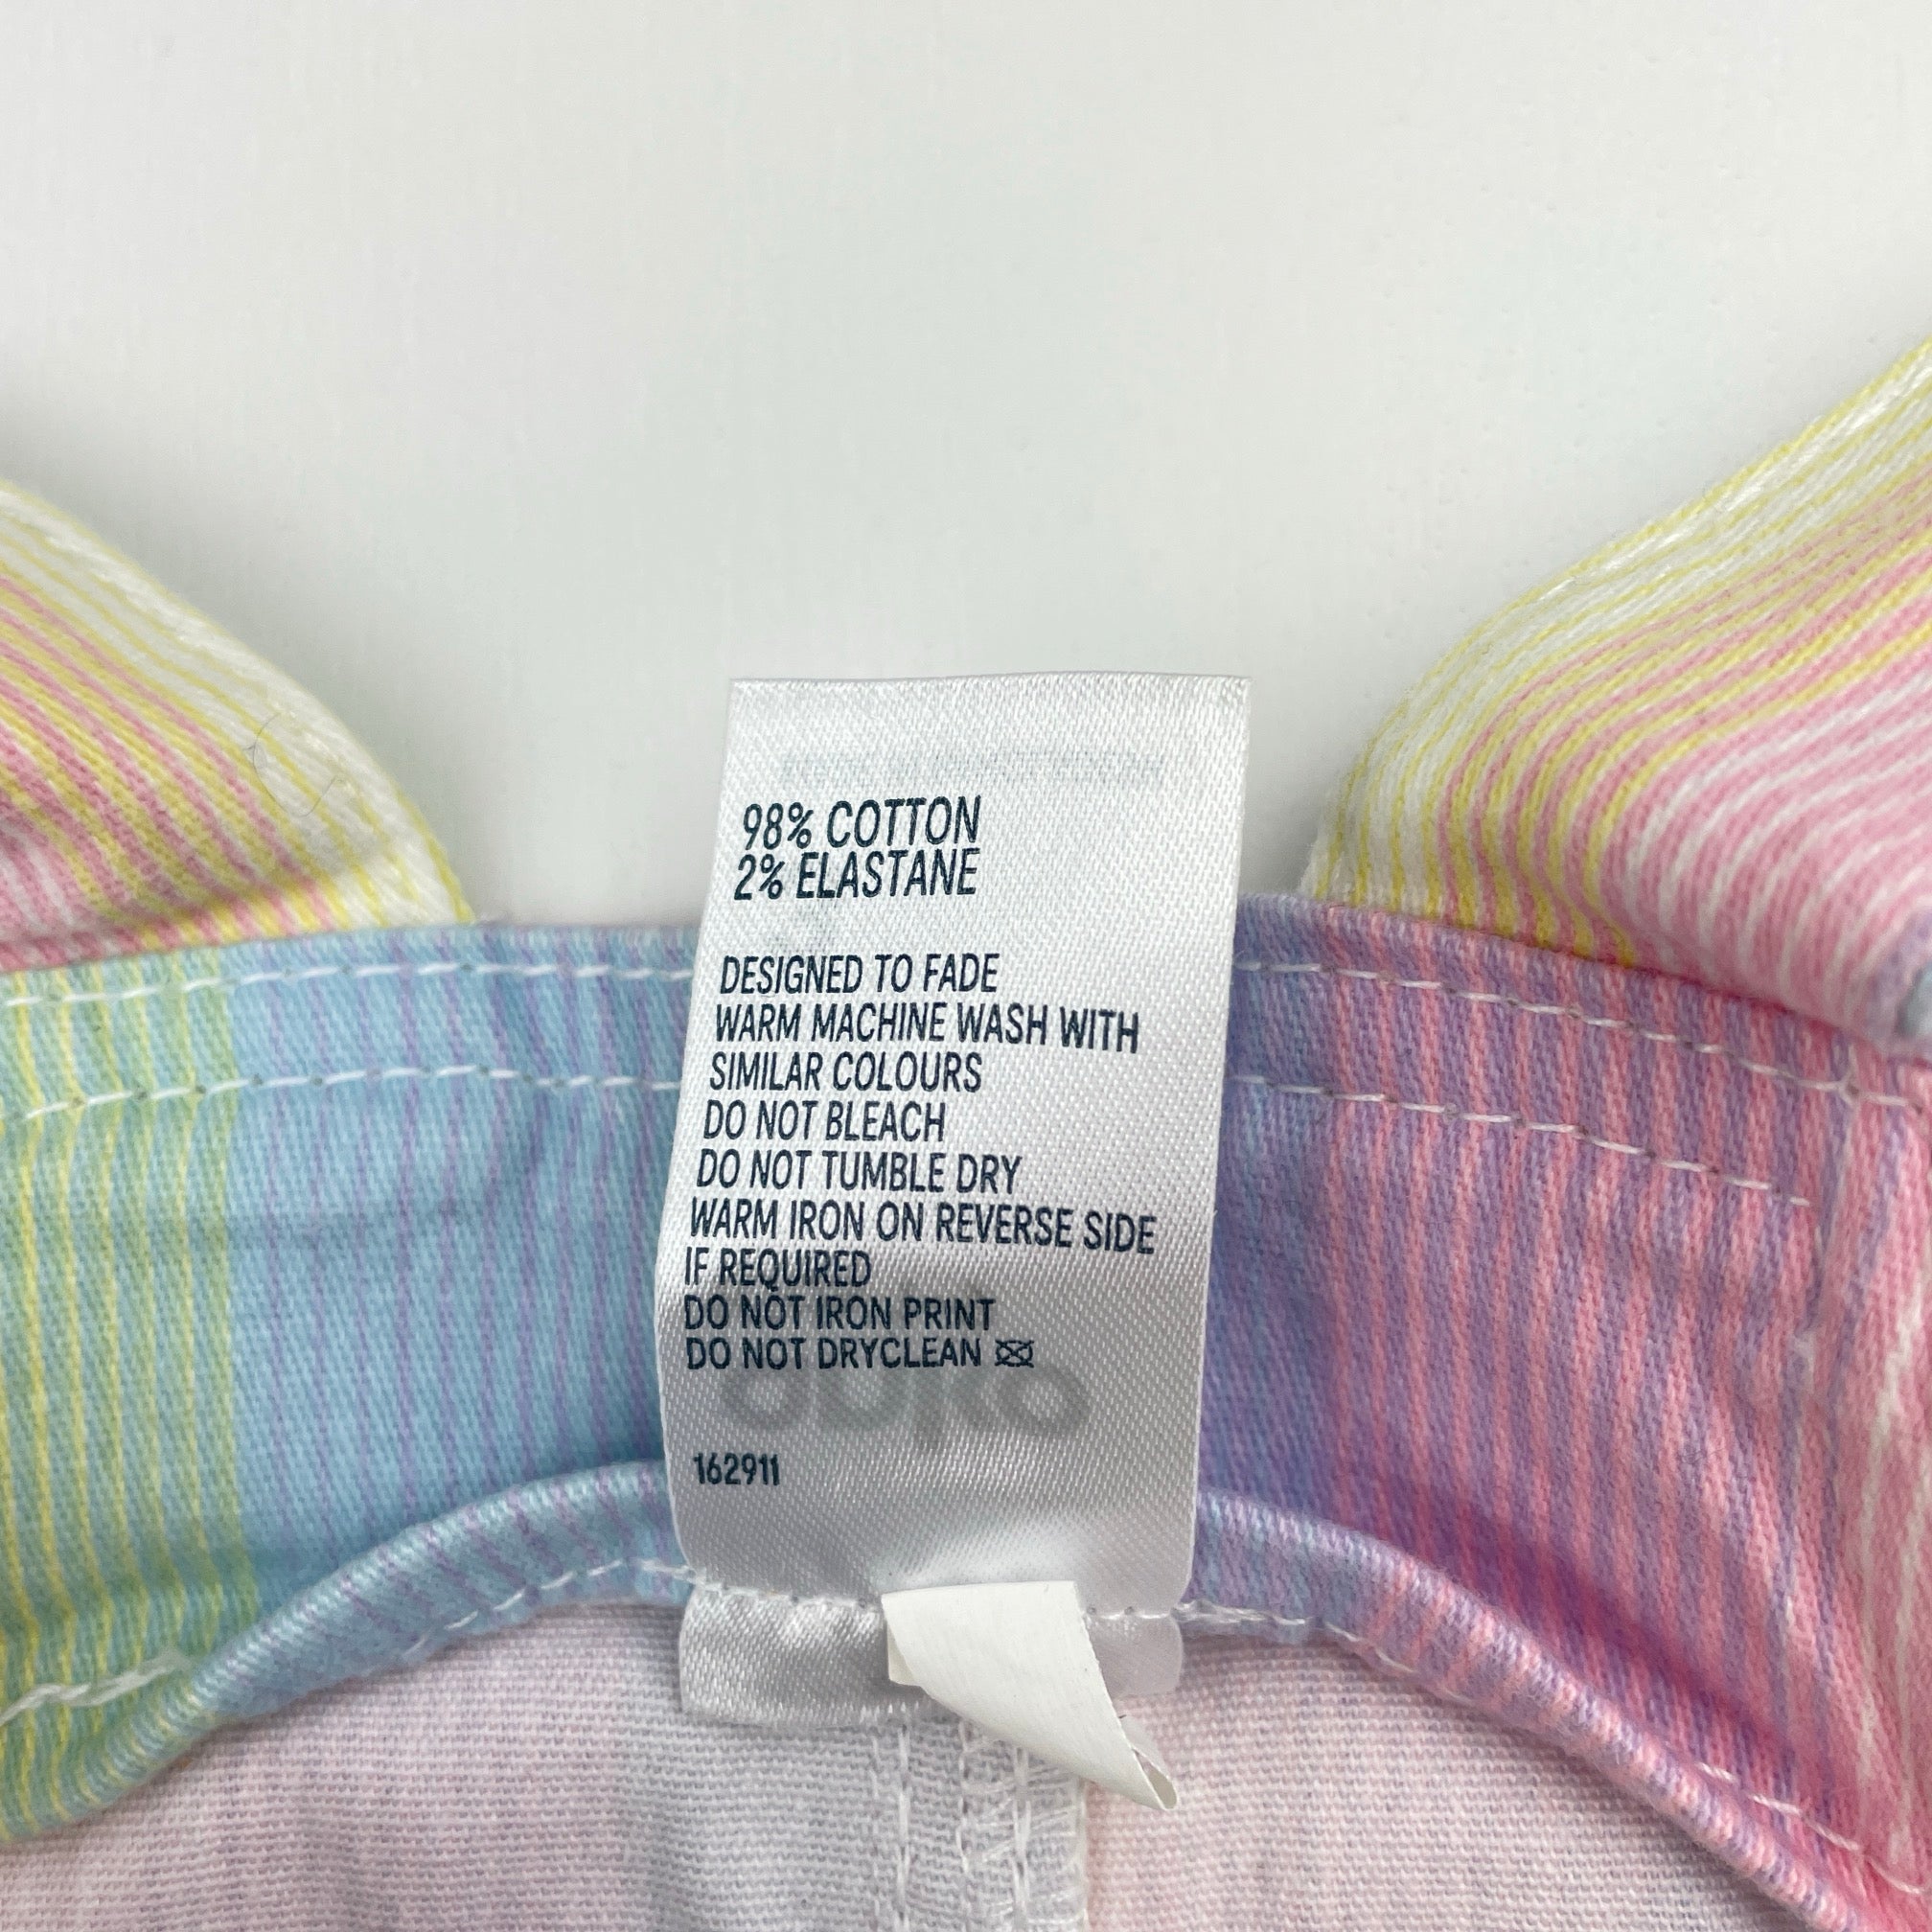 98% COTTON
2% ELASTANE
DESIGNED TO FADE
WARM MACHINE WASH WITH
SIMILAR COLOURS
DO NOT BLEACH
DO NOT TUMBLE DRY
WARM IRON ON REVERSE SIDE
IF REQUIRED
DO NOT IRON PRINT
DO NOT DRYCLEAN
162911